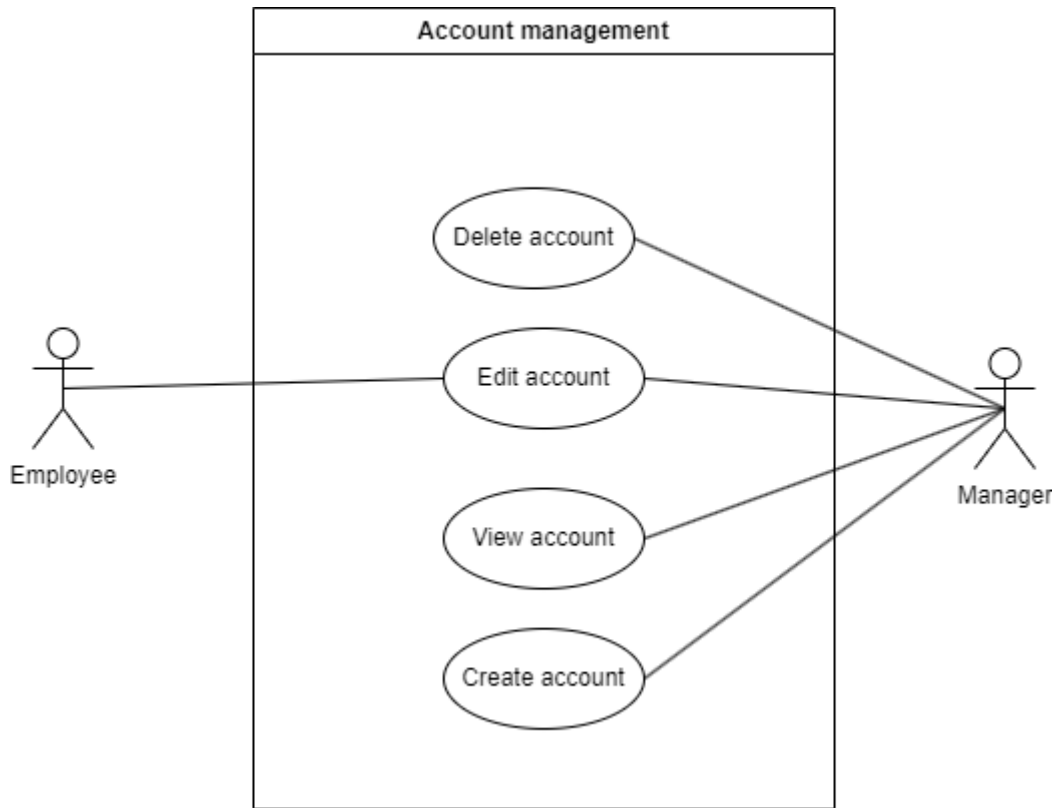 Account management
Delete account
Edit account
Employee
Manager
View account
Create account